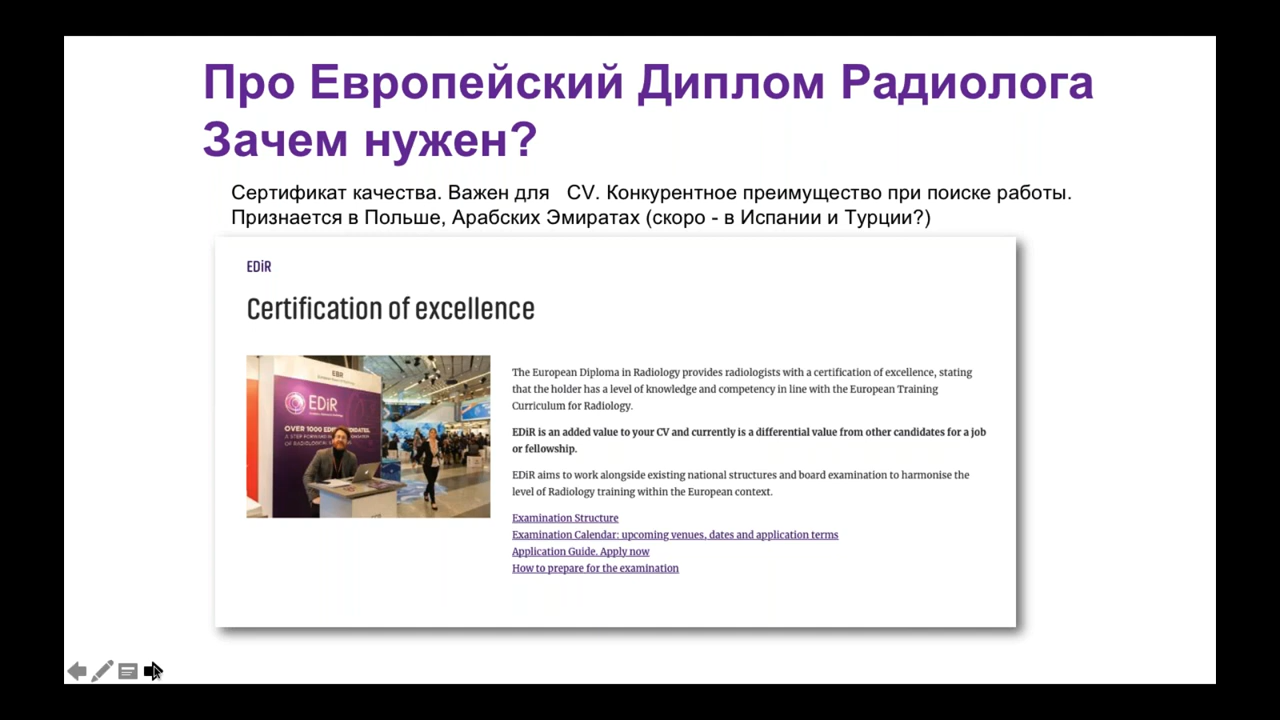 Про Европейский Диплом Радиолога
Зачем нужен?
Сертификат качества. Важен для CV. Конкурентное преимущество при поиске работы.
Признается в Польше, Арабских Эмиратах (скоро - в Испании и Турции?)
EDiR
Certification of excellence
EBR
EDiR
The European Diploma in Radiology provides radiologists with a certification of excellence, stating
that the holder has a level of knowledge and competency in line with the European Training
Curriculum for Radiology.
EDiR is an added value to your CV and currently is a differential value from other candidates for a job
or fellowship.
EDiR aims to work alongside existing national structures and board examination to harmonise the
level of Radiology training within the European context.
Examination Structure
Examination Calendar: upcoming venues, dates and application terms
Application Guide. Apply now
How to prepare for the examination